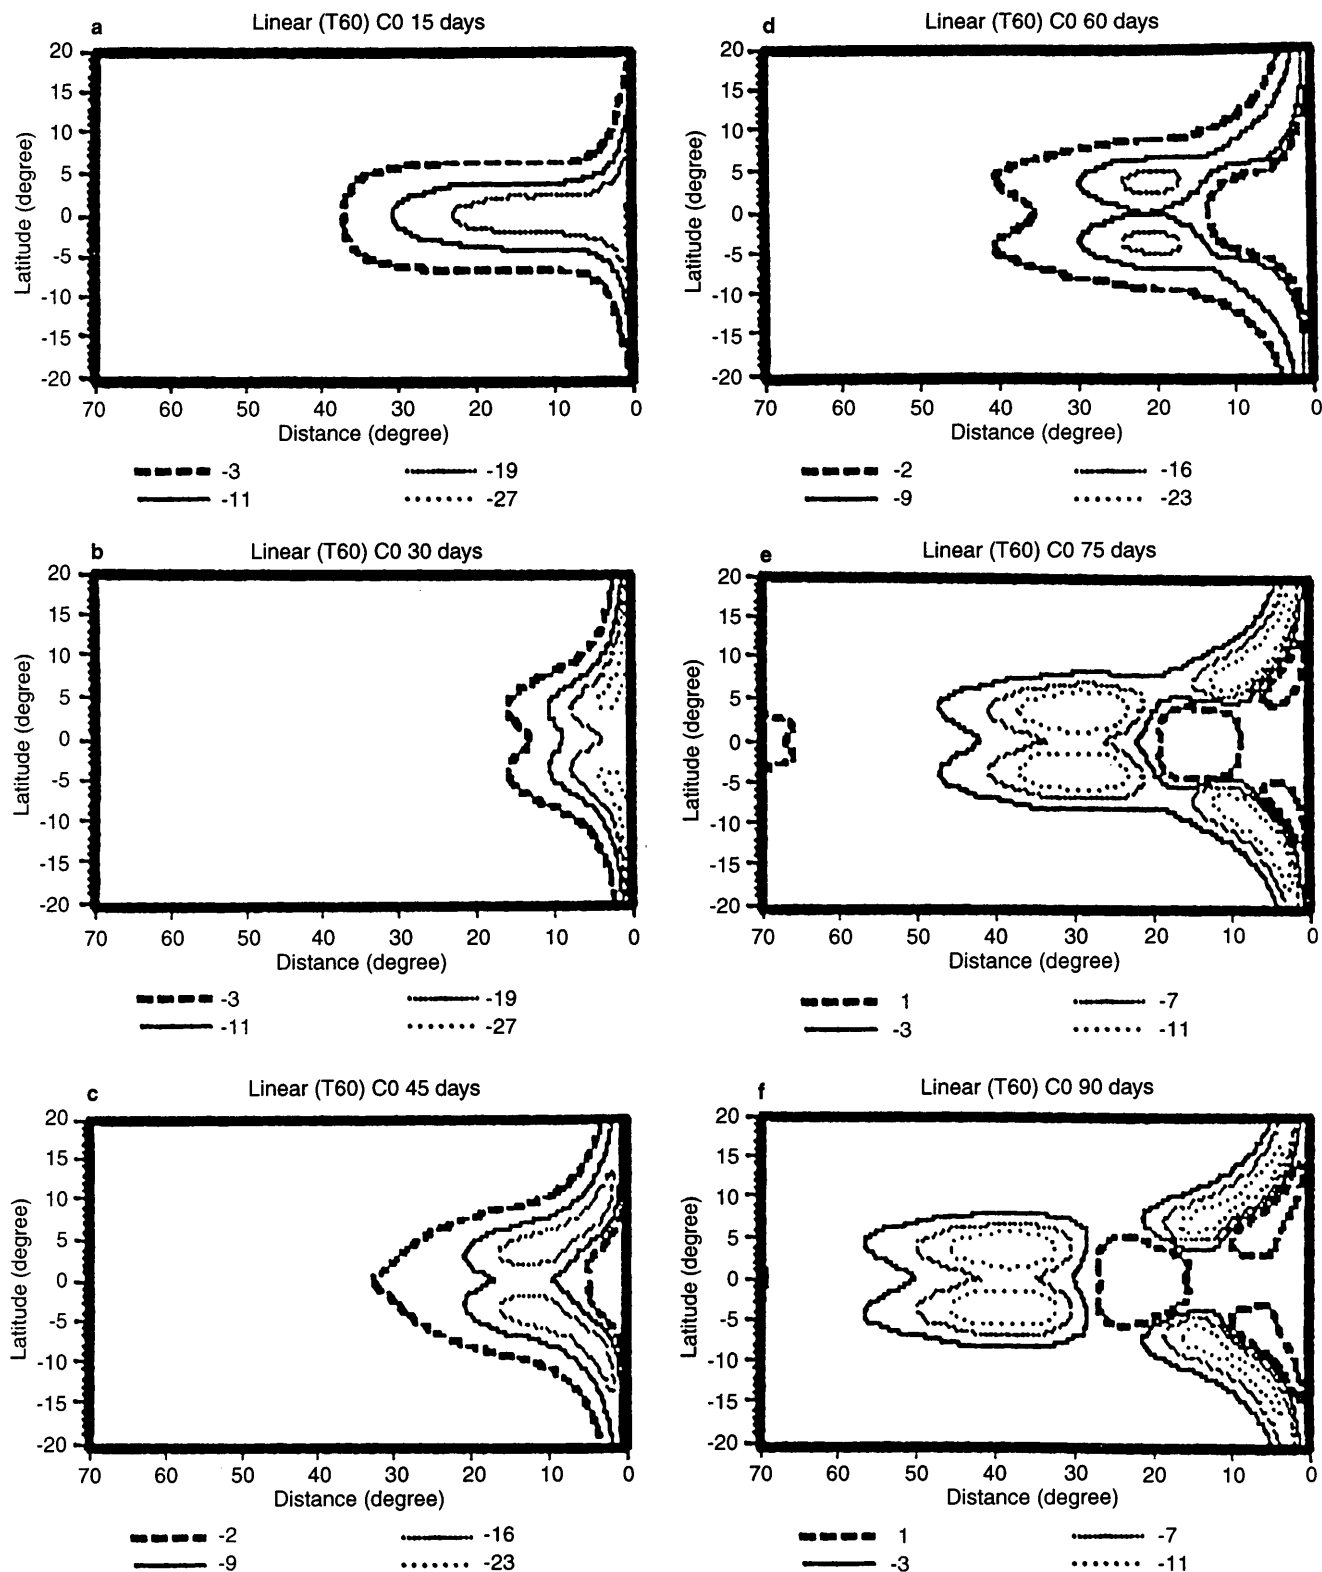 a Linear (T60) C0 15 days
20
15
10
5
0
-5
-10
-15
-20
Latitude (degree)
70 60 50 40 30 20 10 0
Distance (degree)
-3 -19
-11 -27
b Linear (T60) C0 30 days
20
15
10
5
0
-5
-10
-15
-20
Latitude (degree)
70 60 50 40 30 20 10 0
Distance (degree)
-3 -19
-11 -27
c Linear (T60) C0 45 days
20
15
10
5
0
-5
-10
-15
-20
Latitude (degree)
70 60 50 40 30 20 10 0
Distance (degree)
-2 -16
-9 -23
d Linear (T60) C0 60 days
20
15
10
5
0
-5
-10
-15
-20
Latitude (degree)
70 60 50 40 30 20 10 0
Distance (degree)
-2 -16
-9 -23
e Linear (T60) C0 75 days
20
15
10
5
0
-5
-10
-15
-20
Latitude (degree)
70 60 50 40 30 20 10 0
Distance (degree)
1 -7
-3 -11
f Linear (T60) C0 90 days
20
15
10
5
0
-5
-10
-15
-20
Latitude (degree)
70 60 50 40 30 20 10 0
Distance (degree)
1 -7
-3 -11